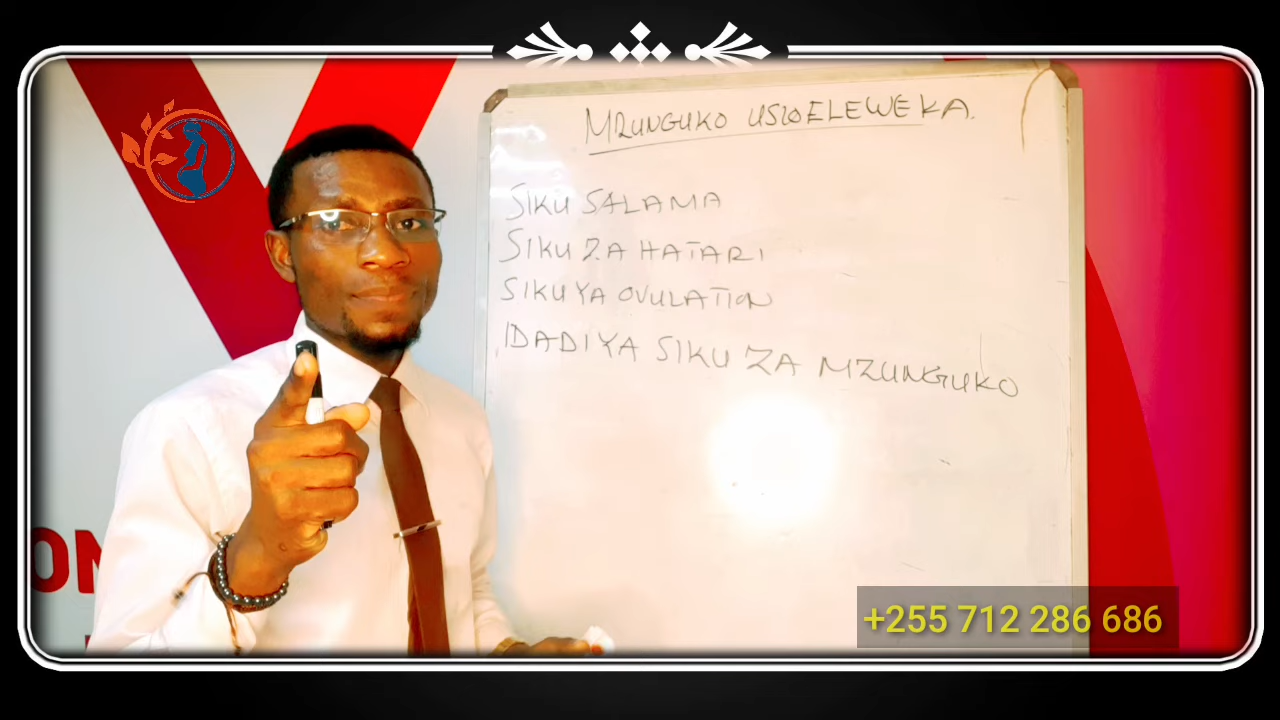 MZUNGUKO USIOELEWEKA.
SIKU SALAMA
SIKU ZA HATARI
SIKU YA OVULATION
IDADI YA SIKU ZA MZUNGUKO
ON
+255 712 286 686